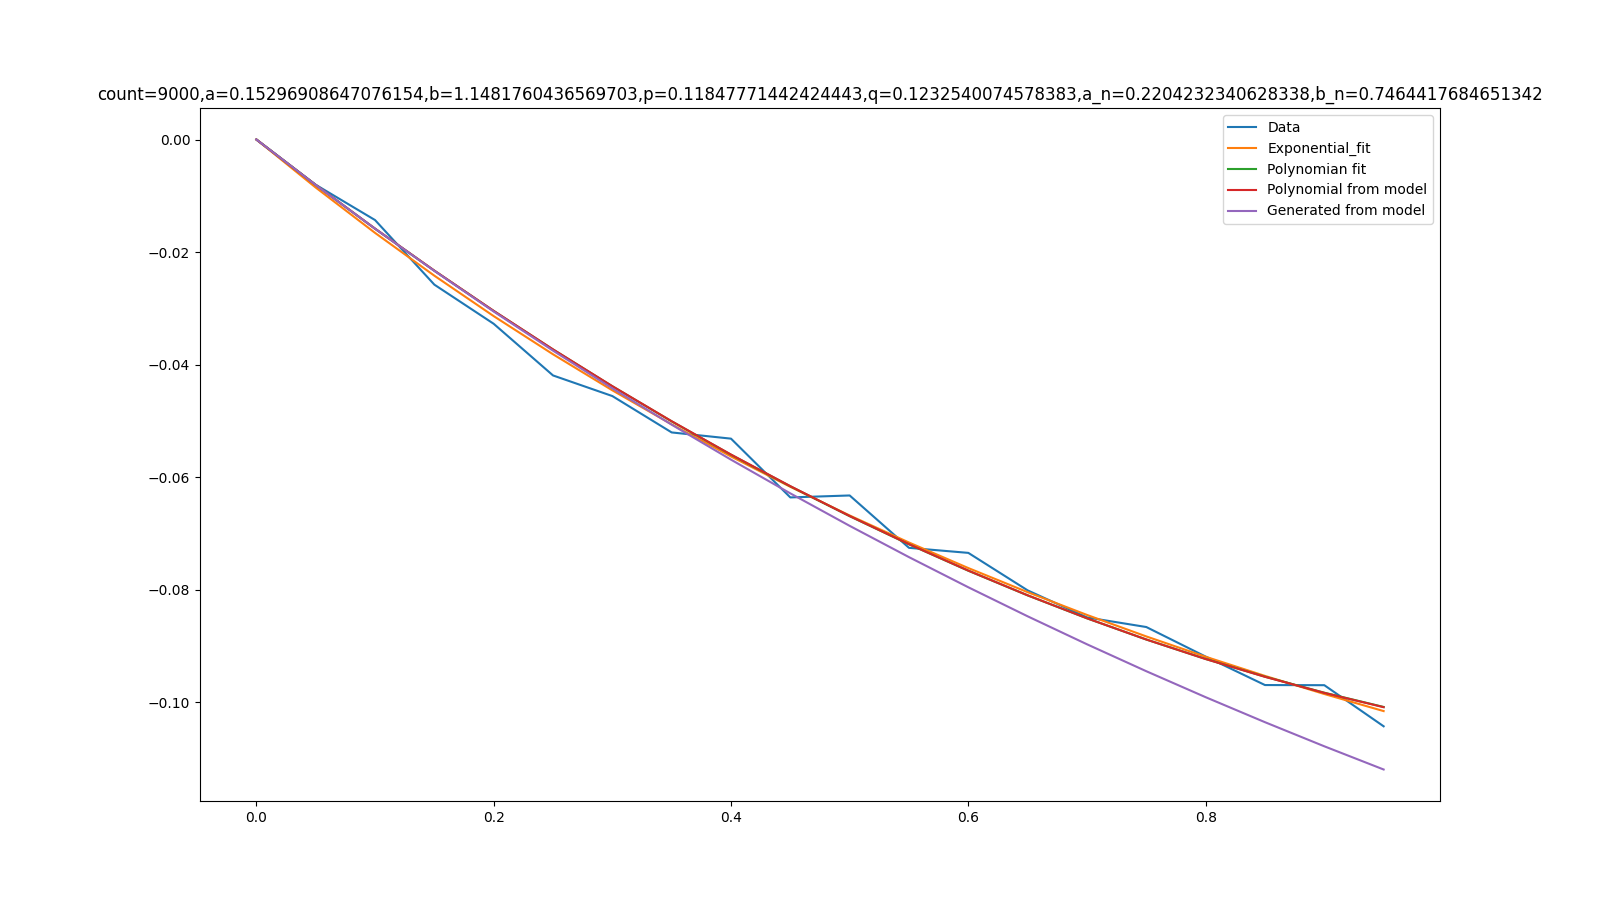 count=9000,a=0.15296908647076154,b=1.1481760436569703,p=0.11847771442424443,q=0.1232540074578383,a_n=0.2204232340628338,b_n=0.7464417684651342
Data
Exponential_fit
Polynomian fit
Polynomial from model
Generated from model
0.00
−0.02
−0.04
−0.06
−0.08
−0.10
0.0 0.2 0.4 0.6 0.8